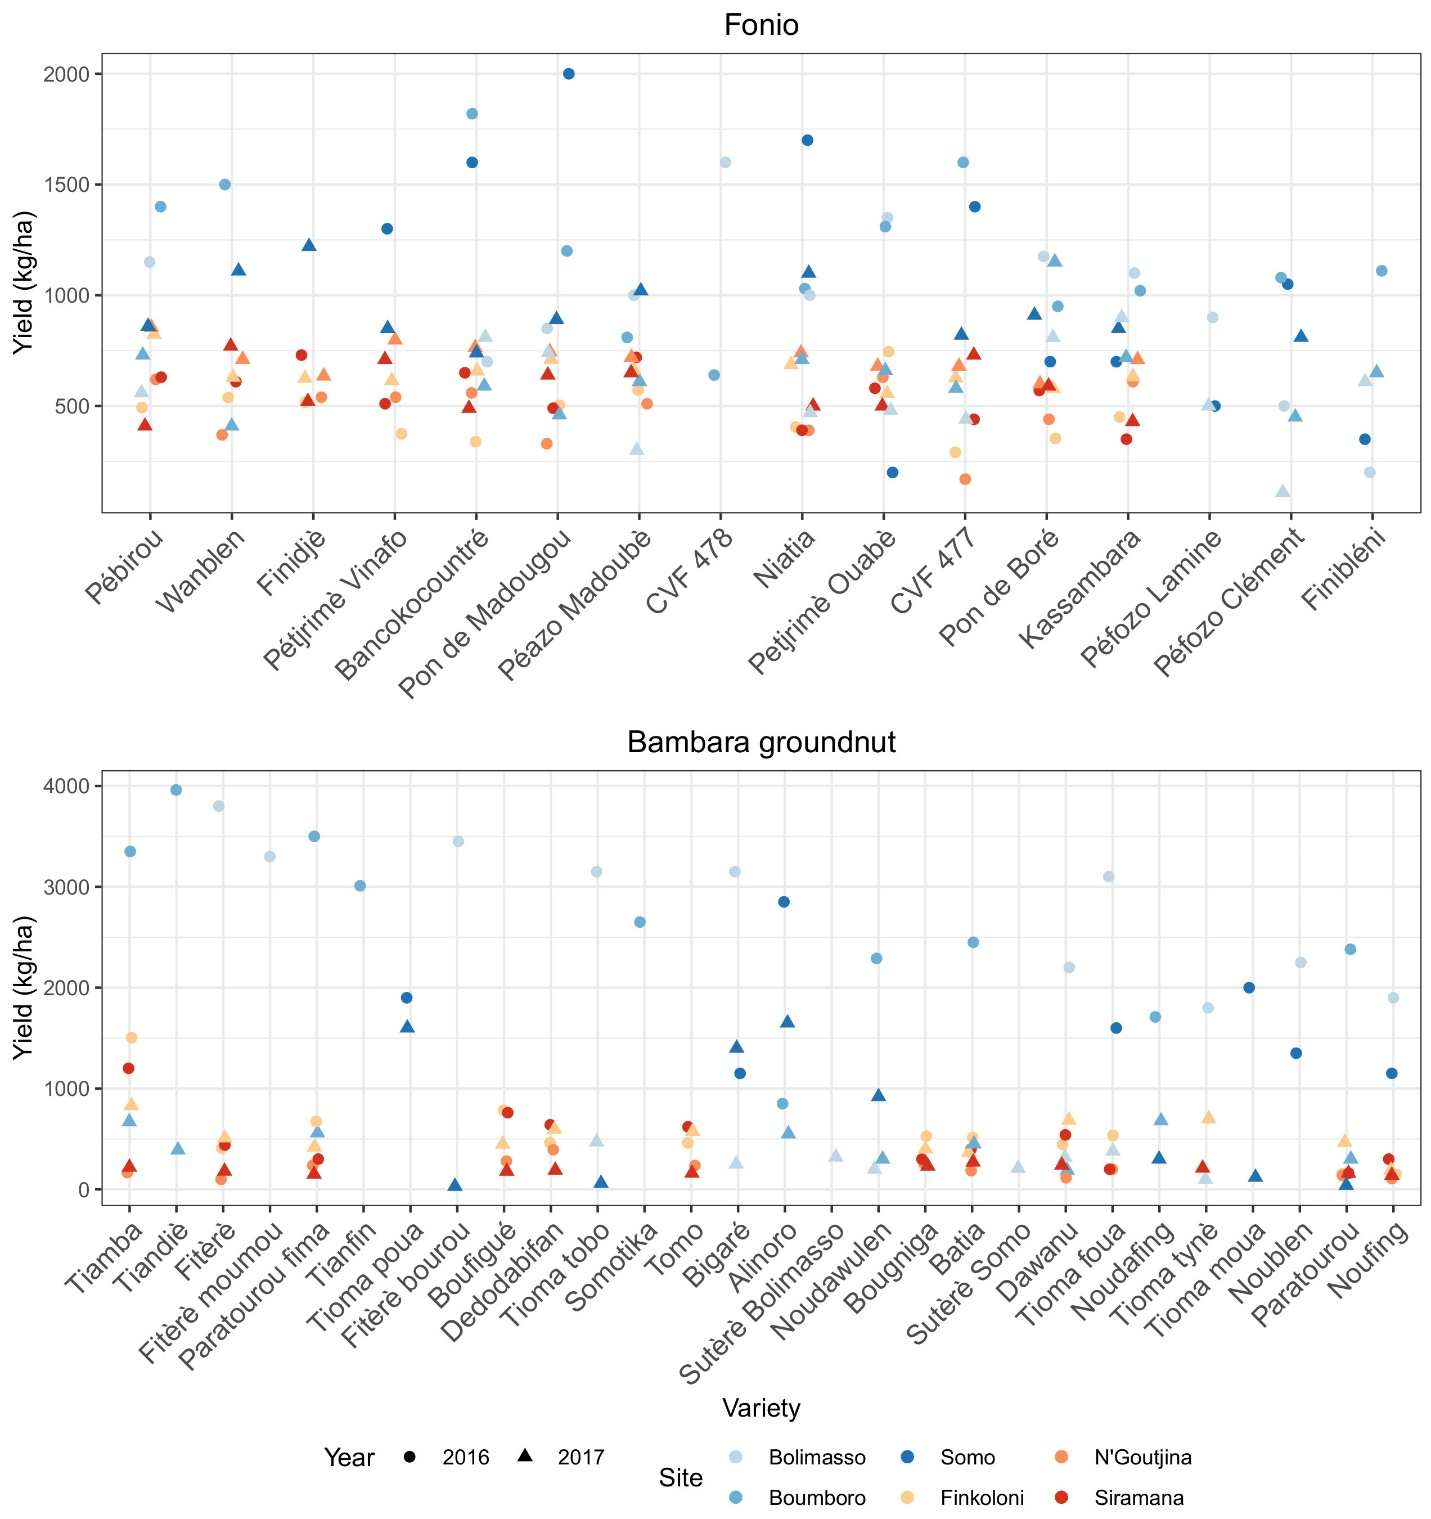 Fonio
Yield (kg/ha)
2000
1500
1000
500
Pébirou
Wanblen
Finidjè
Pétjrimè Vinafo
Bancokocountré
Pon de Madougou
Péazo Madoubè
CVF 478
Niatia
Petjrimè Ouabè
CVF 477
Pon de Boré
Kassambara
Péfozo Lamine
Péfozo Clément
Finibléni
Bambara groundnut
Yield (kg/ha)
4000
3000
2000
1000
0
Tiamba
Tiandiè
Fitèrè
Fitèrè moumou
Paratourou fima
Tianfin
Tioma poua
Fitèrè bourou
Boufigué
Dedodabifan
Tioma tobo
Somotika
Tomo
Bigaré
Alinoro
Sutèrè Bolimasso
Noudawulen
Bougniga
Batia
Sutèrè Somo
Dawanu
Tioma foua
Noudafing
Tioma tynè
Tioma moua
Noublen
Paratourou
Noufing
Variety
Year 2016 2017
Site
Bolimasso Somo N'Goutjina
Boumboro Finkoloni Siramana